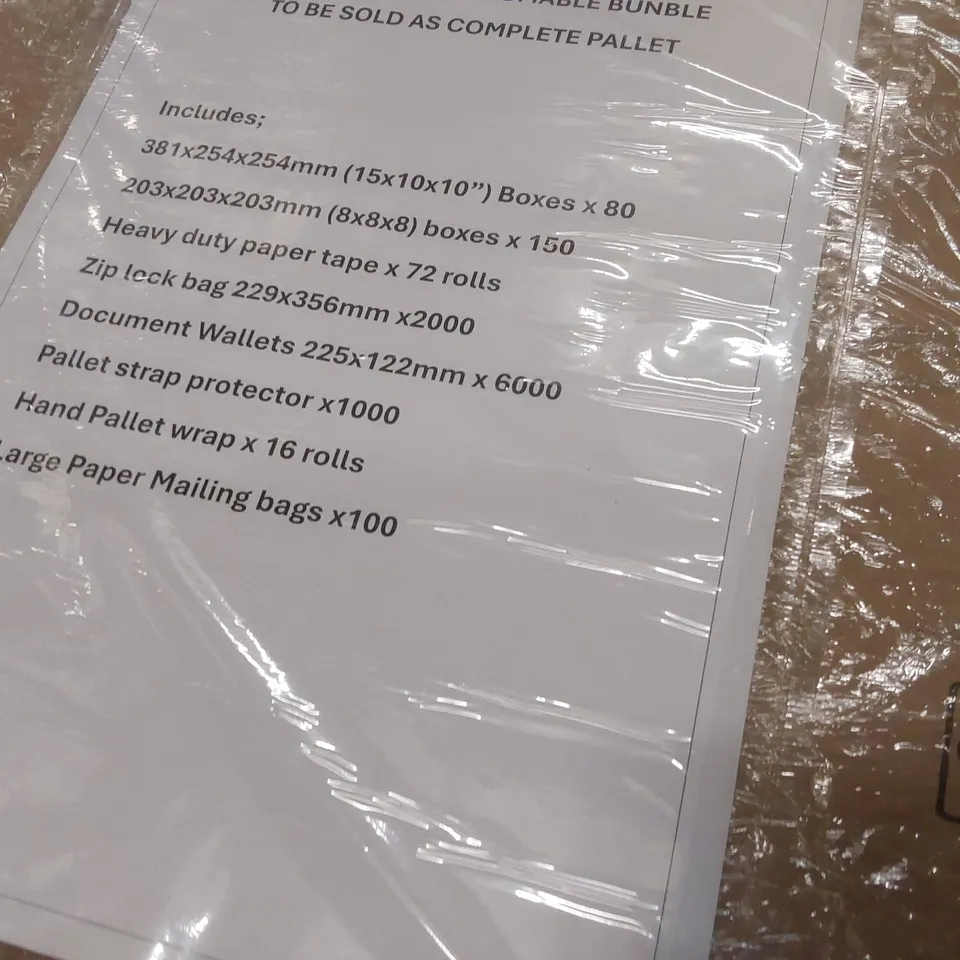 BUNBLE
TO BE SOLD AS COMPLETE PALLET
Includes;
381x254x254mm (15x10x10”) Boxes x 80
203x203x203mm (8x8x8) boxes x 150
Heavy duty paper tape x 72 rolls
Zip lock bag 229x356mm x2000
Document Wallets 225x122mm x 6000
Pallet strap protector x1000
Hand Pallet wrap x 16 rolls
Large Paper Mailing bags x100